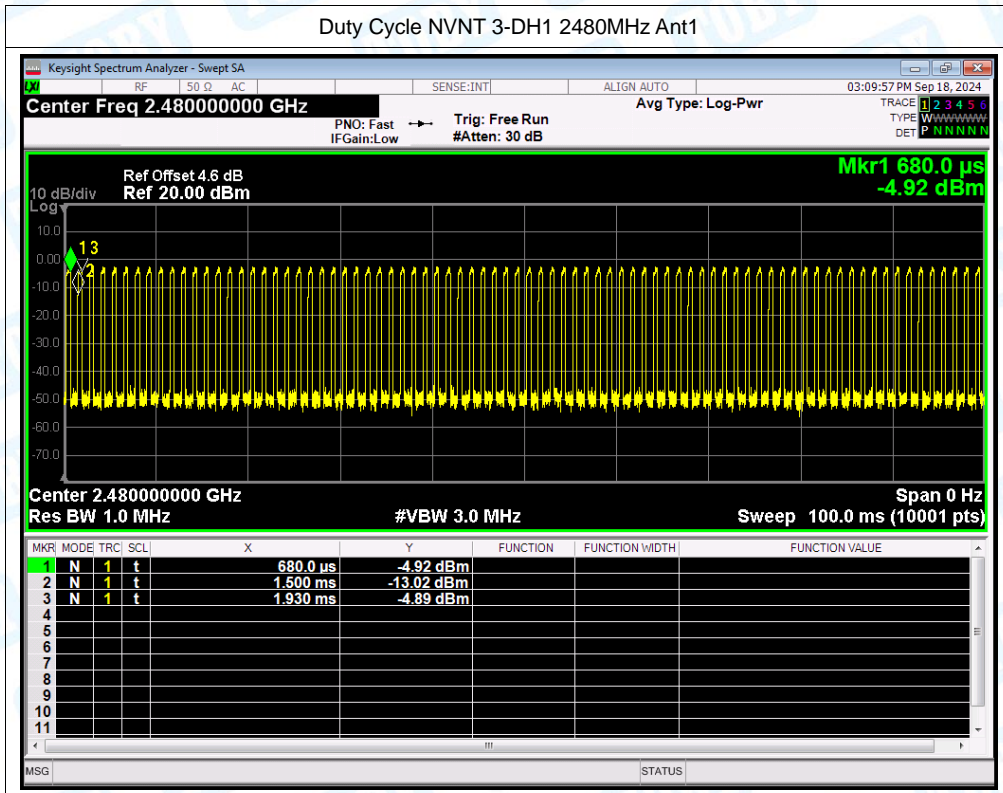 Duty Cycle NVNT 3-DH1 2480MHz Ant1
Keysight Spectrum Analyzer - Swept SA
LXI RF 50 Ω AC SENSE:INT ALIGN AUTO 03:09:57 PM Sep 18, 2024
Center Freq 2.480000000 GHz
PNO: Fast
IFGain:Low
Trig: Free Run
#Atten: 30 dB
Avg Type: Log-Pwr
TRACE 1 2 3 4 5 6
TYPE WWWWWWW
DET P N N N N N
Mkr1 680.0 µs
-4.92 dBm
Ref Offset 4.6 dB
10 dB/div Ref 20.00 dBm
Log
10.0
0.00
-10.0
-20.0
-30.0
-40.0
-50.0
-60.0
-70.0
1 3
2
Center 2.480000000 GHz Span 0 Hz
Res BW 1.0 MHz #VBW 3.0 MHz Sweep 100.0 ms (10001 pts)
MKR MODE TRC SCL X Y FUNCTION FUNCTION WIDTH FUNCTION VALUE
1 N 1 t 680.0 µs -4.92 dBm
2 N 1 t 1.500 ms -13.02 dBm
3 N 1 t 1.930 ms -4.89 dBm
4
5
6
7
8
9
10
11
MSG STATUS